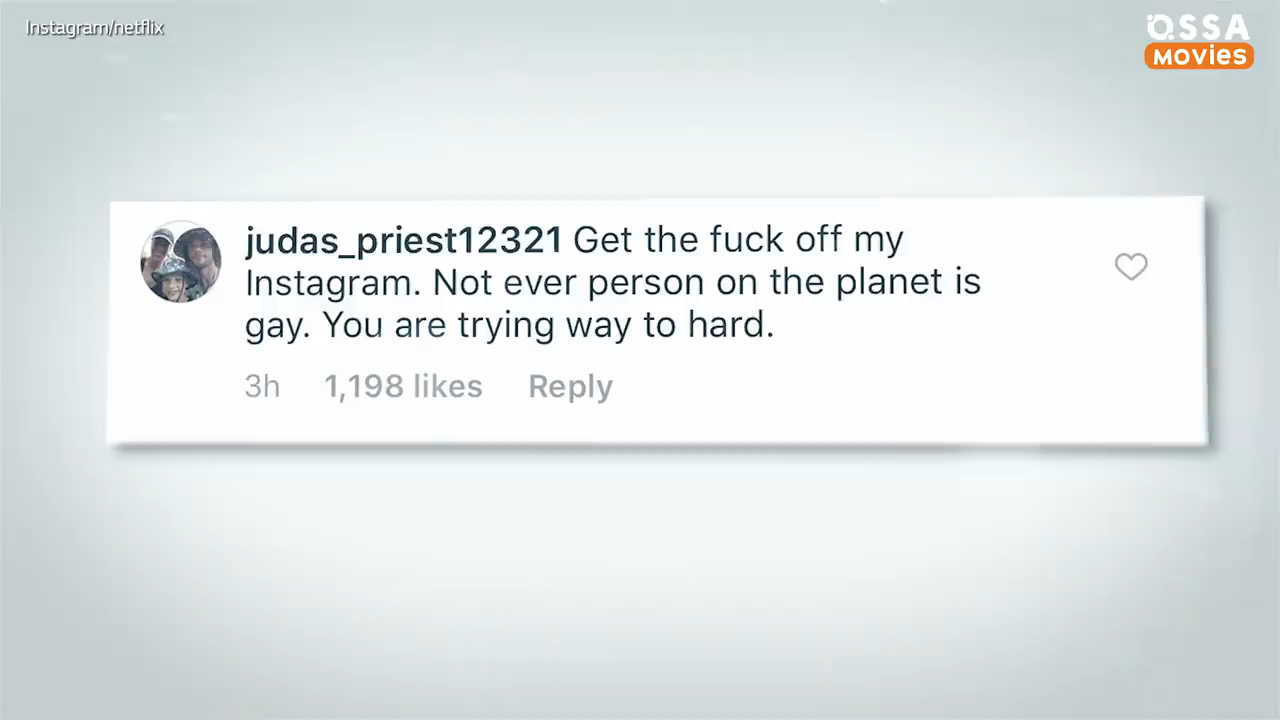 Instagram/netflix
OSSA
MOVIES
judas_priest12321 Get the fuck off my
Instagram. Not ever person on the planet is
gay. You are trying way to hard.
3h 1,198 likes Reply